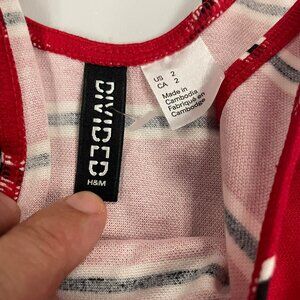 DIVIDED
H&M
US 2
CA 2
Made in
Cambodia
Fabriqué en
Cambodge